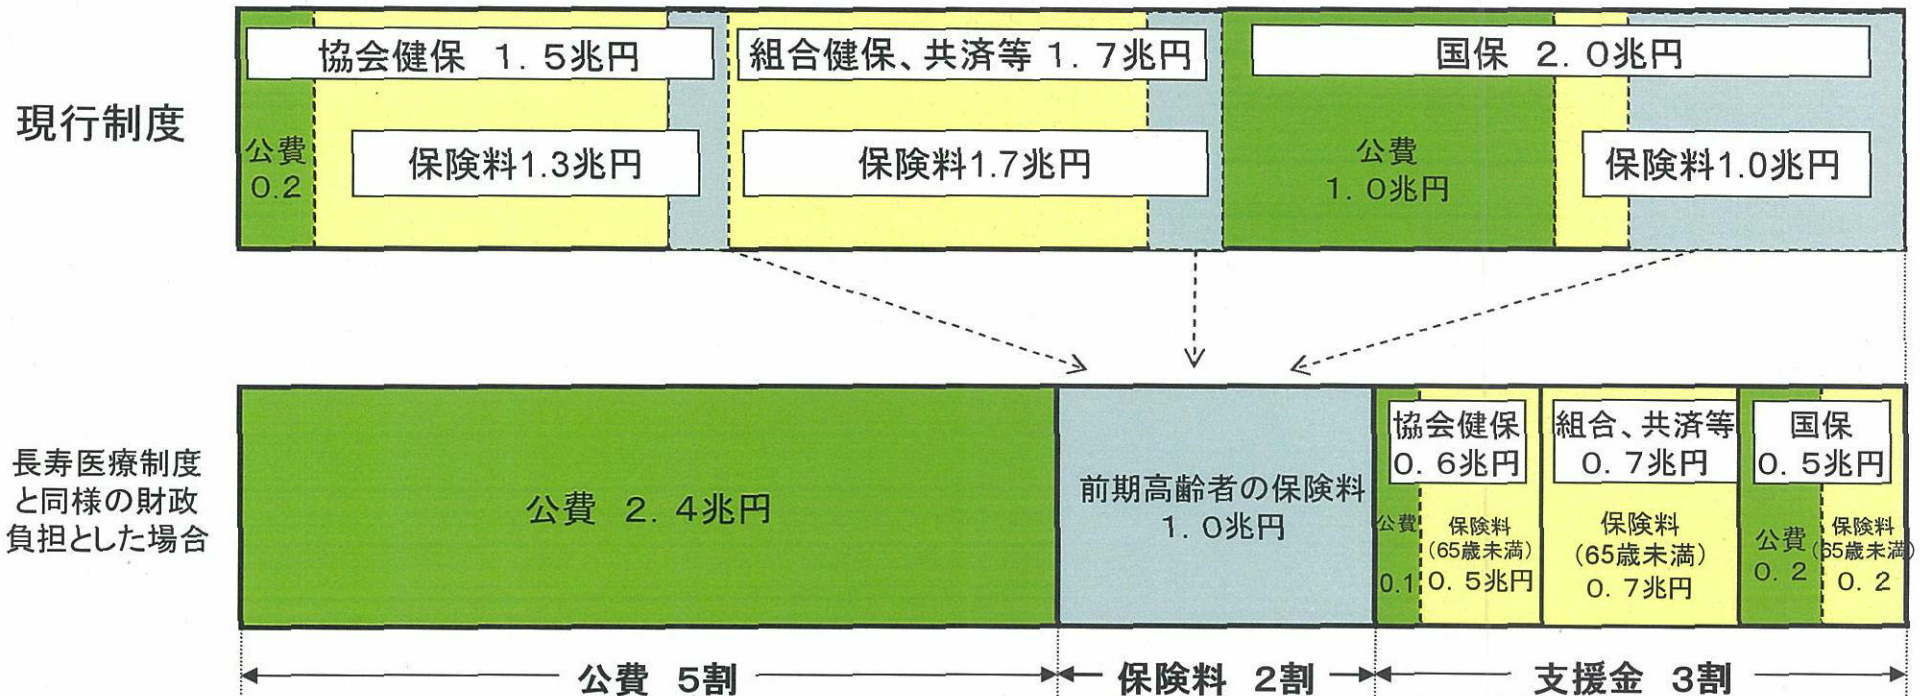 現行制度
協会健保 1.5兆円
組合健保、共済等 1.7兆円
国保 2.0兆円
公費
0.2
保険料1.3兆円
保険料1.7兆円
公費
1.0兆円
保険料1.0兆円
長寿医療制度
と同様の財政
負担とした場合
公費 2.4兆円
前期高齢者の保険料
1.0兆円
協会健保
0.6兆円
公費
0.1
保険料
(65歳未満)
0.5兆円
組合、共済等
0.7兆円
保険料
(65歳未満)
0.7兆円
国保
0.5兆円
公費
0.2
保険料
(65歳未満)
0.2
公費 5割
保険料 2割
支援金 3割